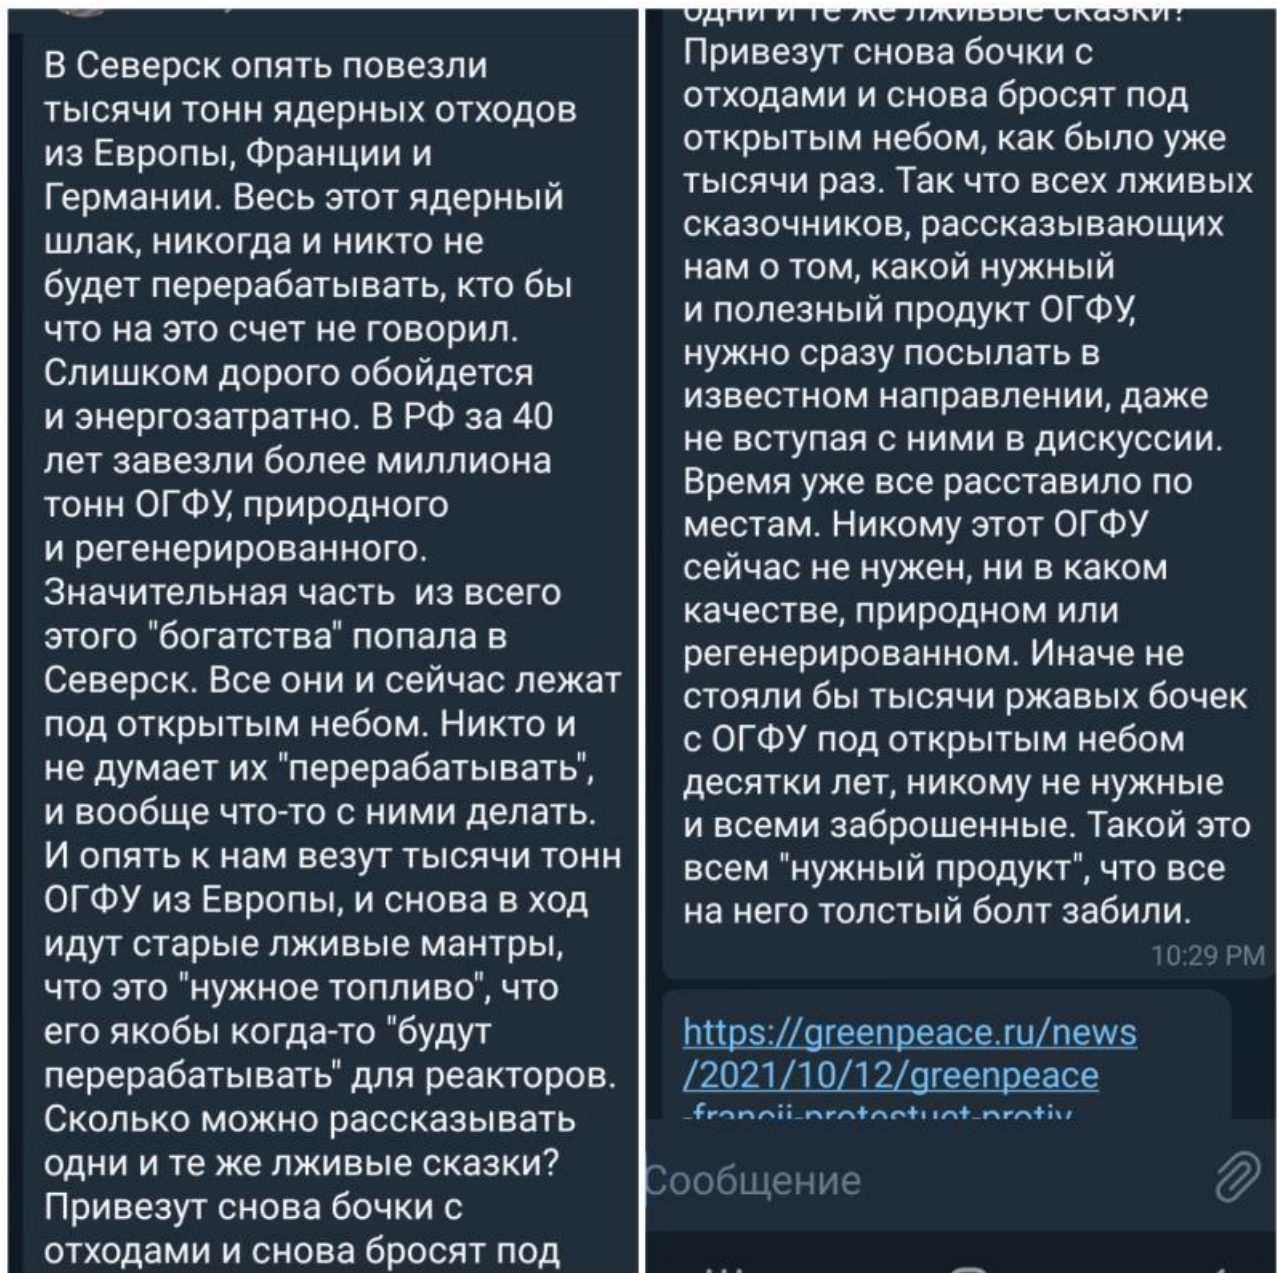 В Северск опять повезли
тысячи тонн ядерных отходов
из Европы, Франции и
Германии. Весь этот ядерный
шлак, никогда и никто не
будет перерабатывать, кто бы
что на это счет не говорил.
Слишком дорого обойдется
и энергозатратно. В РФ за 40
лет завезли более миллиона
тонн ОГФУ, природного
и регенерированного.
Значительная часть  из всего
этого "богатства" попала в
Северск. Все они и сейчас лежат
под открытым небом. Никто и
не думает их "перерабатывать",
и вообще что-то с ними делать.
И опять к нам везут тысячи тонн
ОГФУ из Европы, и снова в ход
идут старые лживые мантры,
что это "нужное топливо", что
его якобы когда-то "будут
перерабатывать" для реакторов.
Сколько можно рассказывать
одни и те же лживые сказки?
Привезут снова бочки с
отходами и снова бросят под
одни и те же лживые сказки?
Привезут снова бочки с
отходами и снова бросят под
открытым небом, как было уже
тысячи раз. Так что всех лживых
сказочников, рассказывающих
нам о том, какой нужный
и полезный продукт ОГФУ,
нужно сразу посылать в
известном направлении, даже
не вступая с ними в дискуссии.
Время уже все расставило по
местам. Никому этот ОГФУ
сейчас не нужен, ни в каком
качестве, природном или
регенерированном. Иначе не
стояли бы тысячи ржавых бочек
с ОГФУ под открытым небом
десятки лет, никому не нужные
и всеми заброшенные. Такой это
всем "нужный продукт", что все
на него толстый болт забили.
10:29 PM
https://greenpeace.ru/news
/2021/10/12/greenpeace
-francii-protestuet-protiv
Сообщение